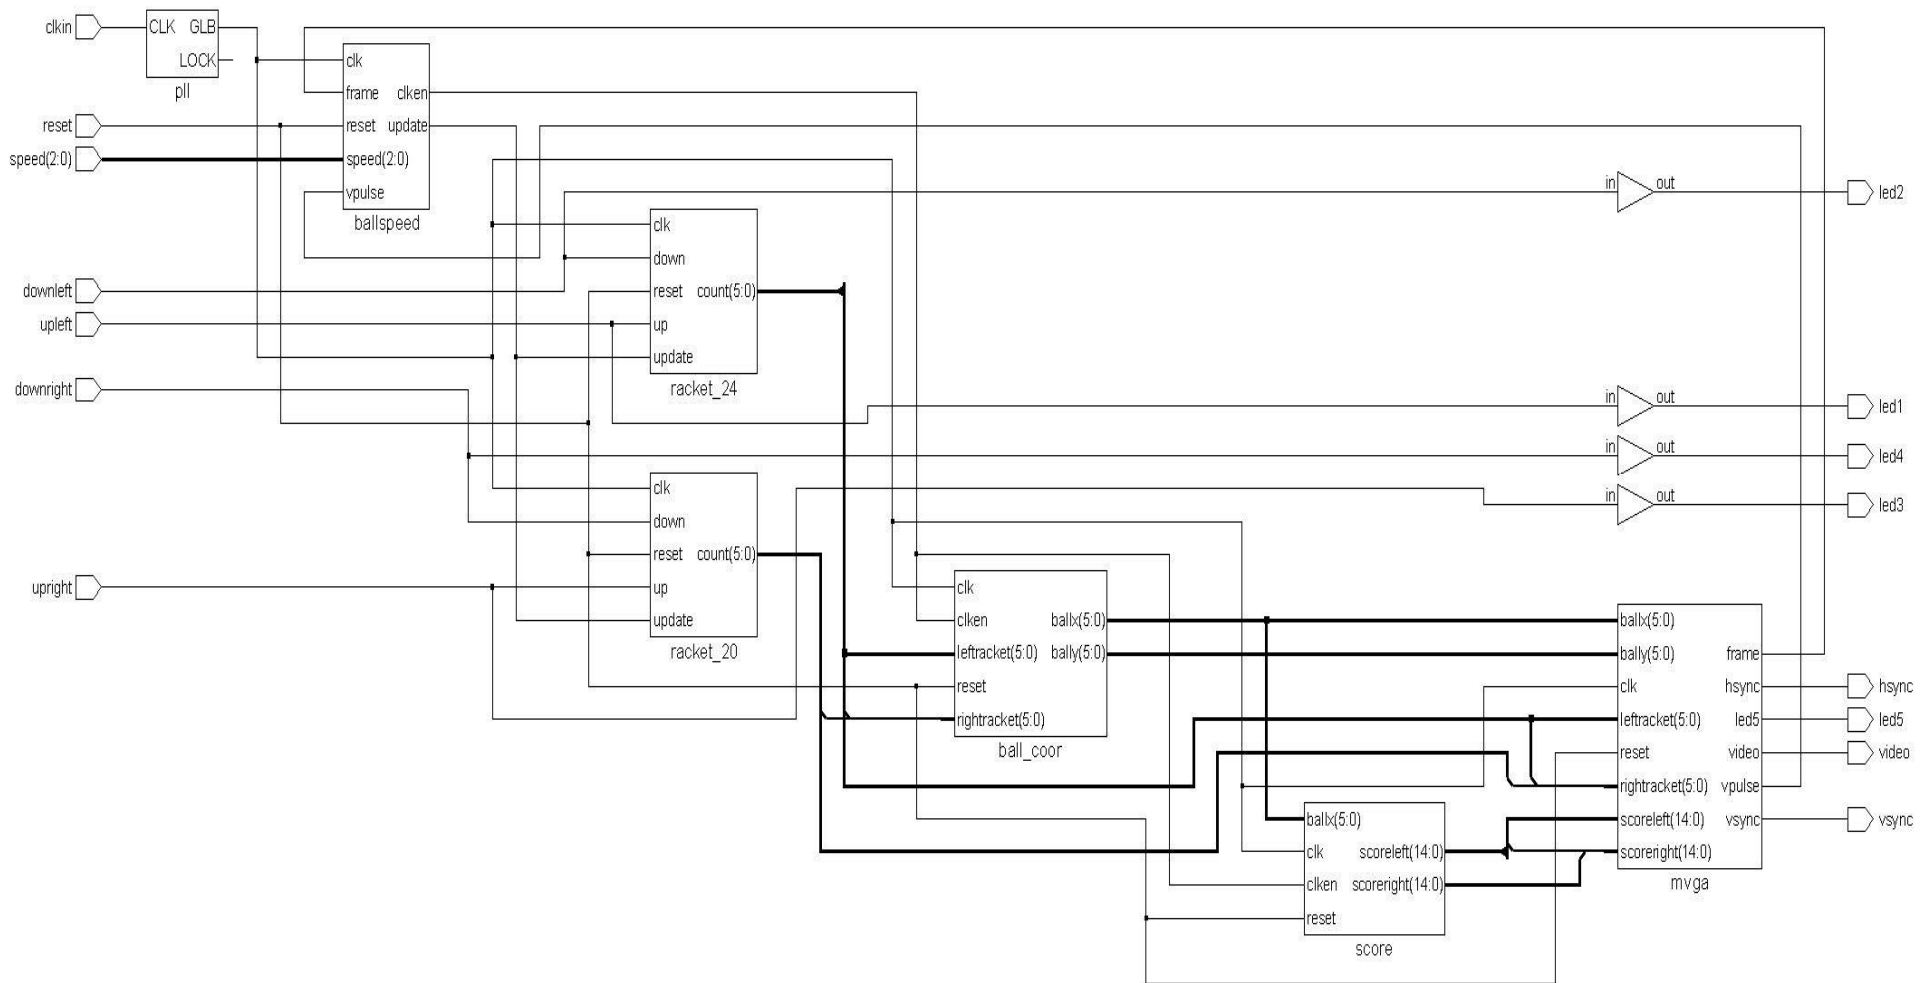 clkin
CLK GLB
LOCK
pll
clk
frame clken
reset
reset update
speed(2:0)
speed(2:0)
vpulse
ballspeed
in out led2
clk
down
downleft
reset count(5:0)
upleft
up
update
racket_24
downright
in out led1
in out led4
in out led3
clk
down
reset count(5:0)
upright
up
update
racket_20
clk
clken ballx(5:0)
leftracket(5:0) bally(5:0)
reset
rightracket(5:0)
ball_coor
ballx(5:0)
bally(5:0) frame
clk hsync
hsync
leftracket(5:0) led5
led5
reset video
video
rightracket(5:0) vpulse
scoreleft(14:0) vsync
vsync
scoreright(14:0)
mvga
ballx(5:0)
clk scoreleft(14:0)
clken scoreright(14:0)
reset
score